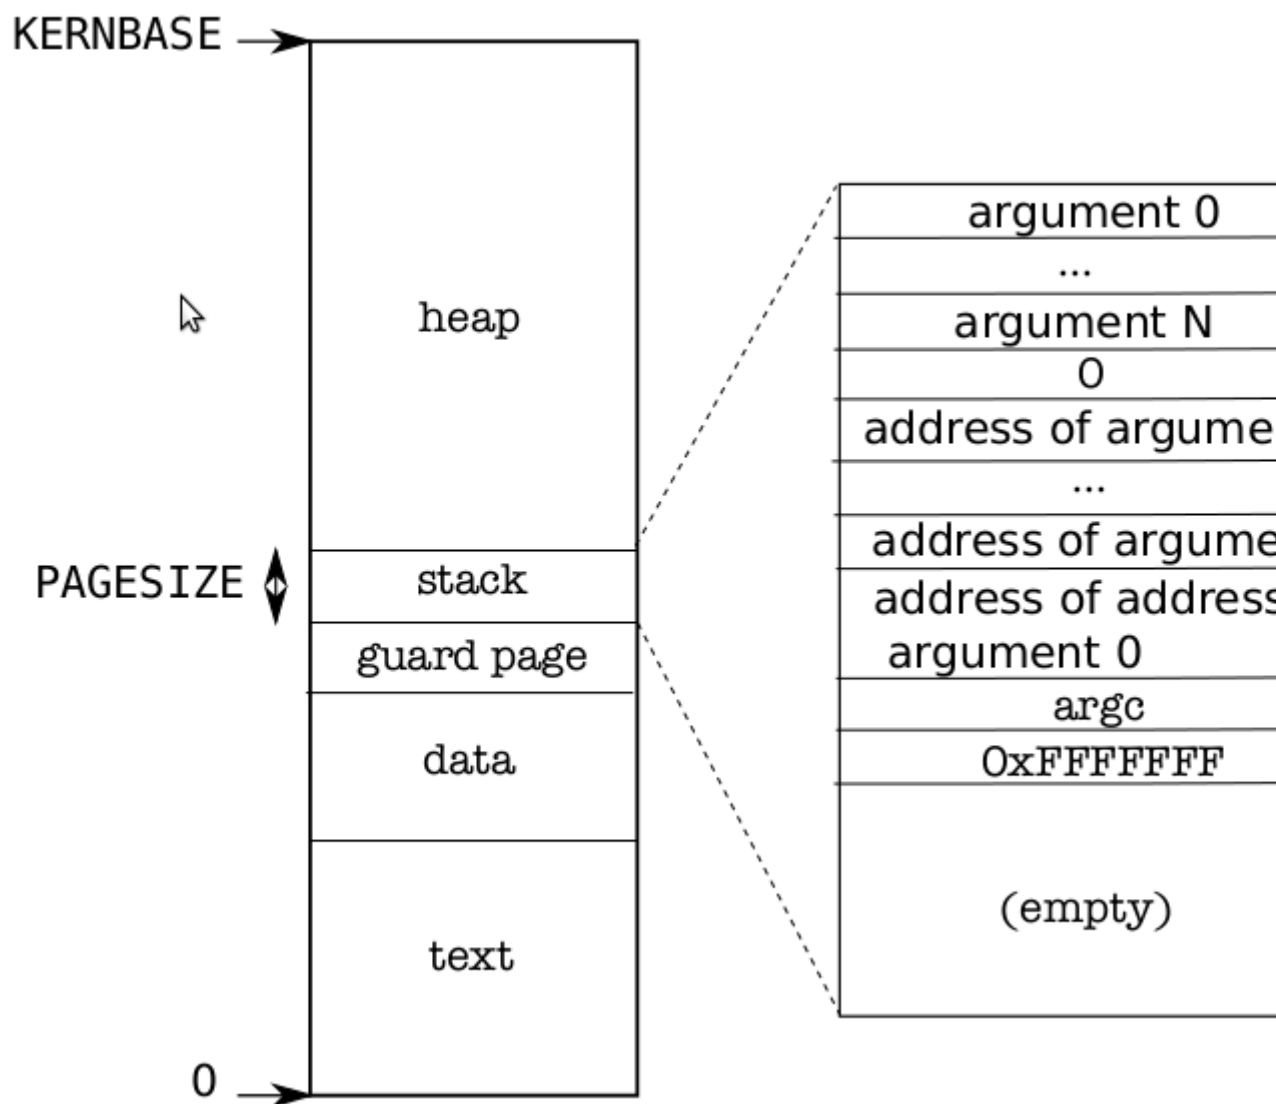 KERNBASE
heap
PAGESIZE
stack
guard page
data
text
0
argument 0
...
argument N
0
address of argume
...
address of argume
address of address
argument 0
argc
0xFFFFFFF
(empty)